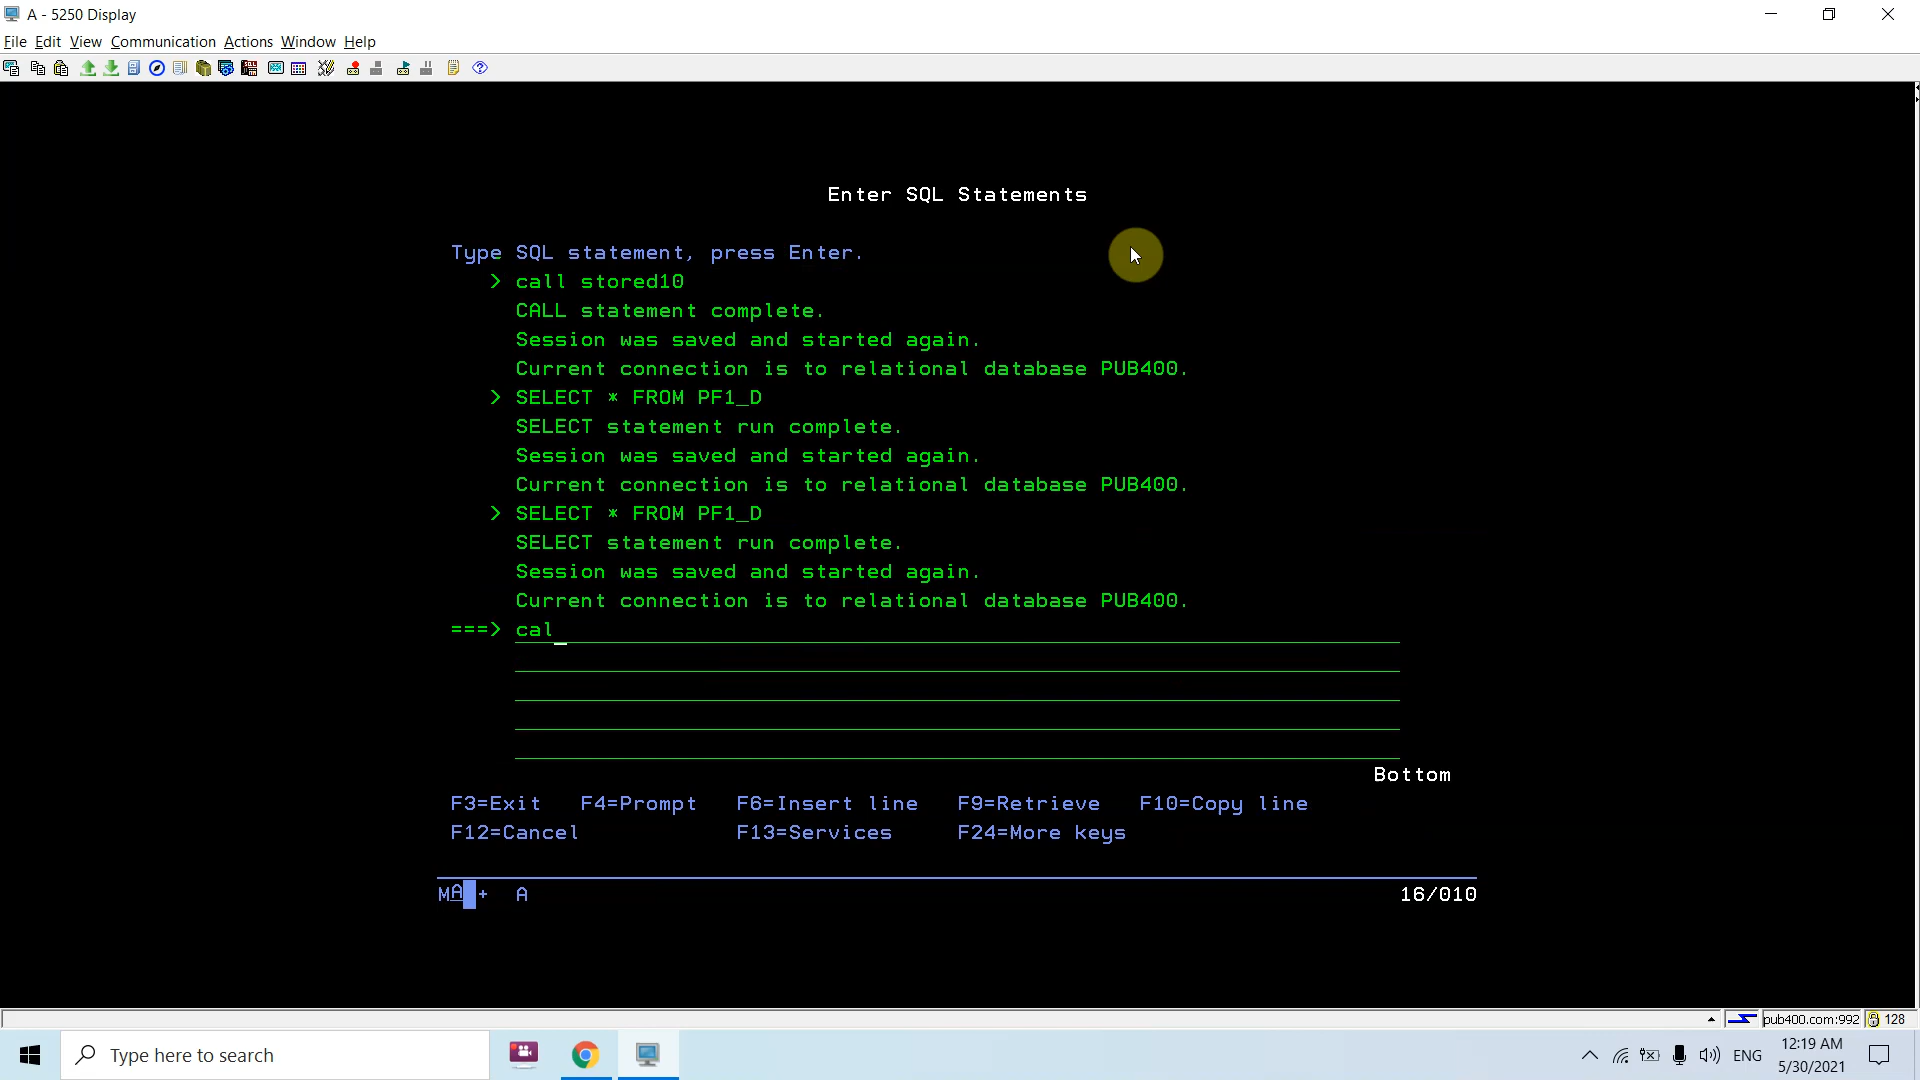 A - 5250 Display
File Edit View Communication Actions Window Help
Enter SQL Statements
Type SQL statement, press Enter.
> call stored10
CALL statement complete.
Session was saved and started again.
Current connection is to relational database PUB400.
> SELECT * FROM PF1_D
SELECT statement run complete.
Session was saved and started again.
Current connection is to relational database PUB400.
> SELECT * FROM PF1_D
SELECT statement run complete.
Session was saved and started again.
Current connection is to relational database PUB400.
===> cal_
Bottom
F3=Exit F4=Prompt F6=Insert line F9=Retrieve F10=Copy line
F12=Cancel F13=Services F24=More keys
MA + A 16/010
pub400.com:992 128
Type here to search ENG 12:19 AM
5/30/2021